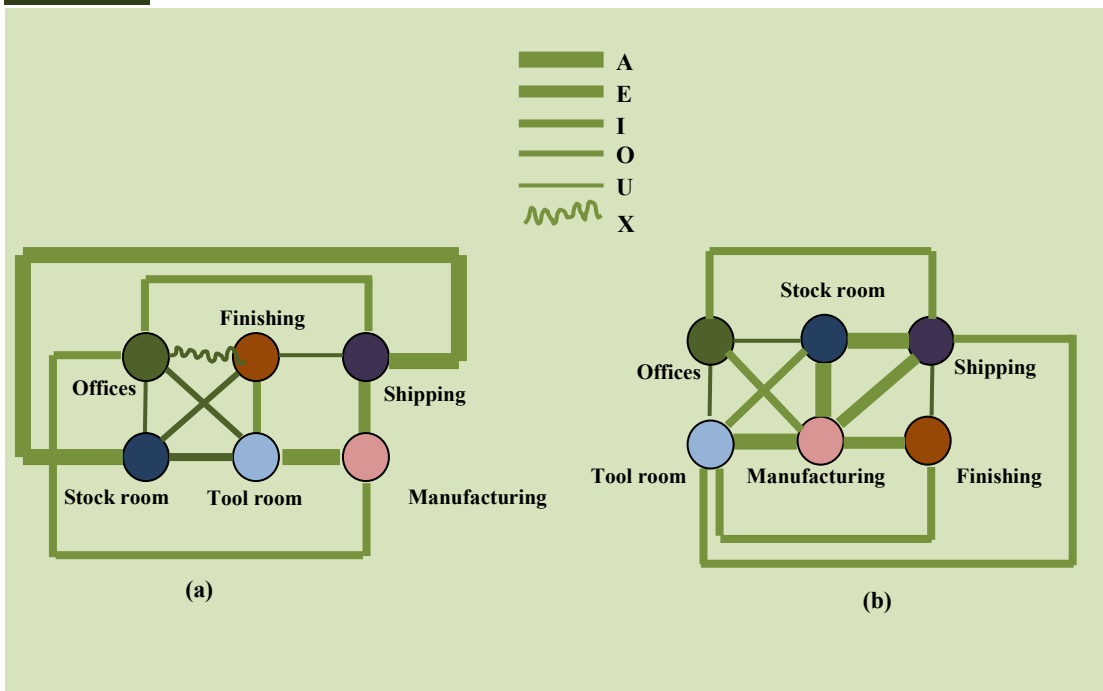 A
E
I
O
U
X
Finishing
Offices
Shipping
Stock room
Tool room
Manufacturing
(a)
Stock room
Offices
Shipping
Tool room
Manufacturing
Finishing
(b)